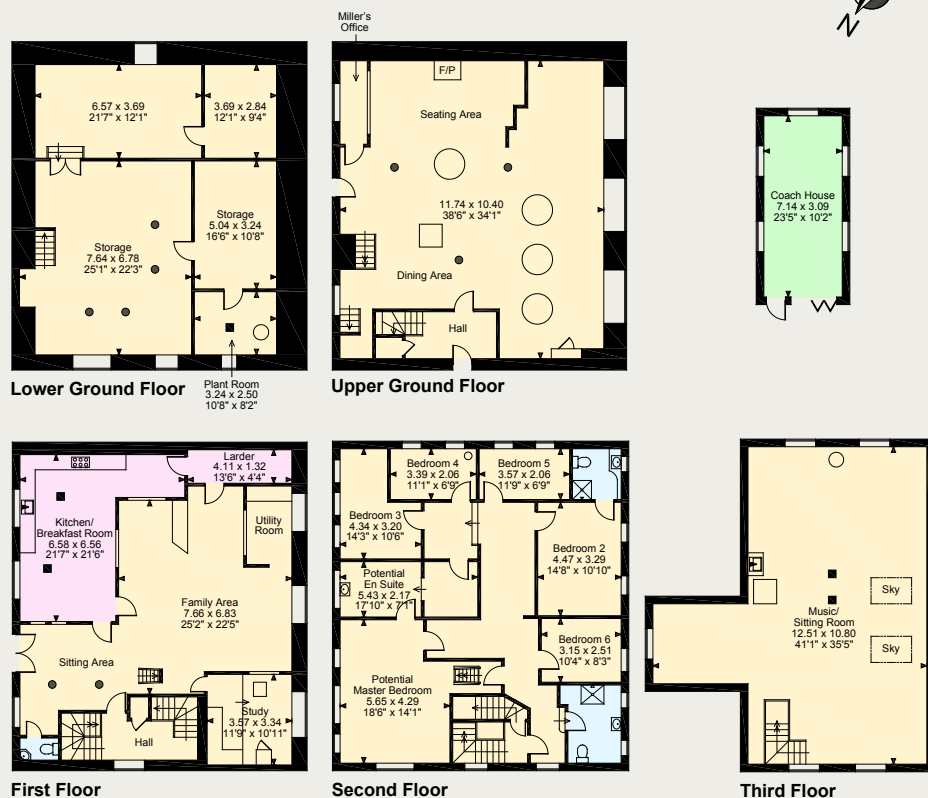 Miller's
Office
N
F/P
6.57 x 3.69
21'7" x 12'1"
3.69 x 2.84
12'1" x 9'4"
Seating Area
Storage
5.04 x 3.24
16'6" x 10'8"
Storage
7.64 x 6.78
25'1" x 22'3"
11.74 x 10.40
38'6" x 34'1"
Dining Area
Hall
Coach House
7.14 x 3.09
23'5" x 10'2"
Lower Ground Floor
Plant Room
3.24 x 2.50
10'8" x 8'2"
Upper Ground Floor
Larder
4.11 x 1.32
13'6" x 4'4"
Kitchen/
Breakfast Room
6.58 x 6.56
21'7" x 21'6"
Utility
Room
Family Area
7.66 x 6.83
25'2" x 22'5"
Sitting Area
Study
3.57 x 3.34
11'9" x 10'11"
Hall
First Floor
Bedroom 4
3.39 x 2.06
11'1" x 6'9"
Bedroom 5
3.57 x 2.06
11'9" x 6'9"
Bedroom 3
4.34 x 3.20
14'3" x 10'6"
Bedroom 2
4.47 x 3.29
14'8" x 10'10"
Potential
En Suite
5.43 x 2.17
17'10" x 7'1"
Bedroom 6
3.15 x 2.51
10'4" x 8'3"
Potential
Master Bedroom
5.65 x 4.29
18'6" x 14'1"
Second Floor
Sky
Music/
Sitting Room
12.51 x 10.80
41'1" x 35'5"
Sky
Third Floor